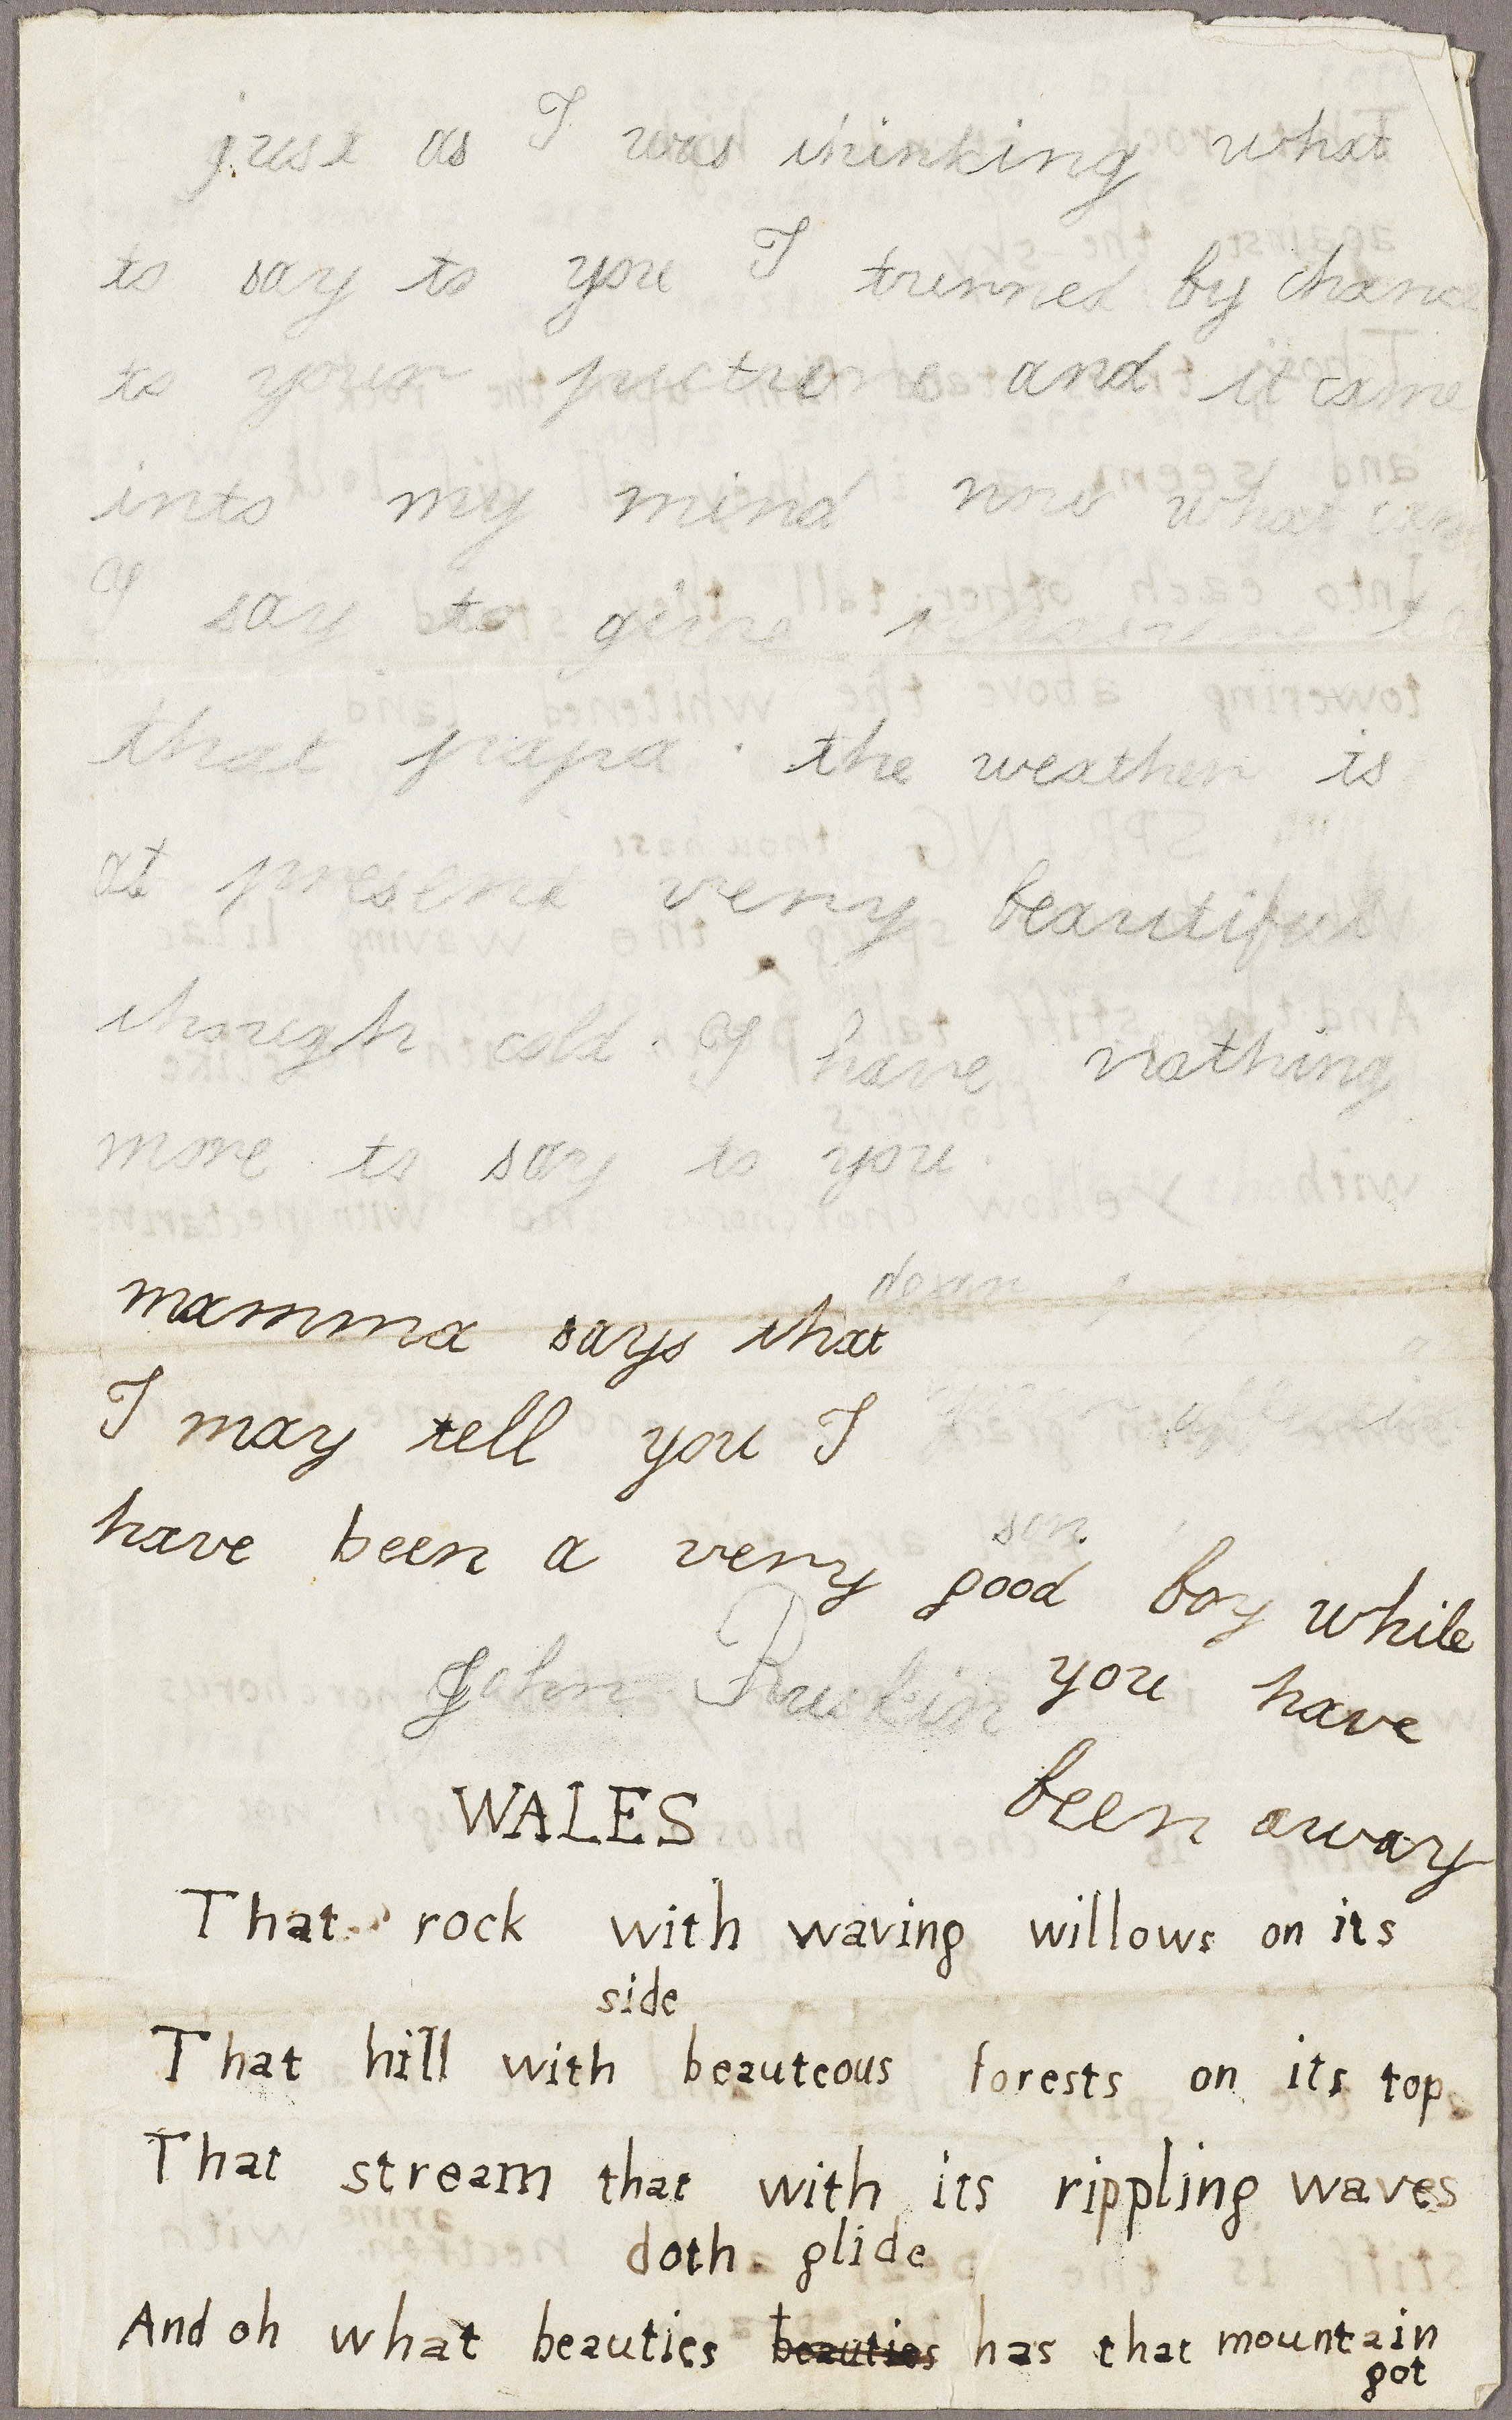 just as I was thinking what
to say to you I turned by chance
to your picture and it came
into my mind now what can
I say to give pleasure to
that papa. the weather is
at present very beautiful
though cold. I have nothing
more to say to you
dear
mamma says that
I may tell you I
have been a very good boy while
son
John Ruskin
you have
been away
WALES
That rock with waving willows on its
side
That hill with beauteous forests on its top
That stream that with its rippling waves
doth glide
And oh what beauties beauties has that mountain
got